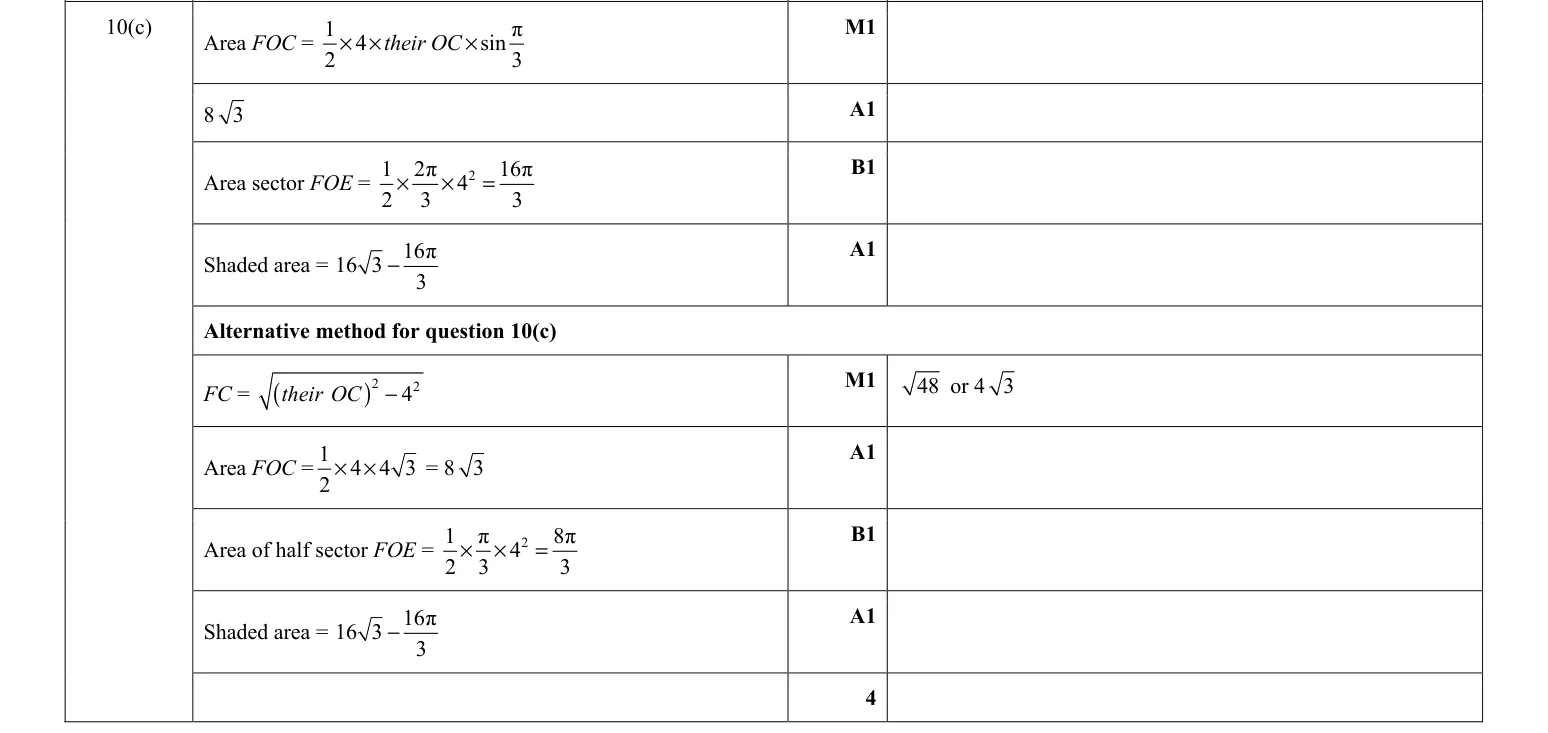 10(c)
Area FOC = 1/2 × 4 × their OC × sin π/3
M1
8√3
A1
Area sector FOE = 1/2 × 2π/3 × 4² = 16π/3
B1
Shaded area = 16√3 − 16π/3
A1
Alternative method for question 10(c)
FC = √((their OC)² − 4²)
M1
√48 or 4√3
Area FOC = 1/2 × 4 × 4√3 = 8√3
A1
Area of half sector FOE = 1/2 × π/3 × 4² = 8π/3
B1
Shaded area = 16√3 − 16π/3
A1
4